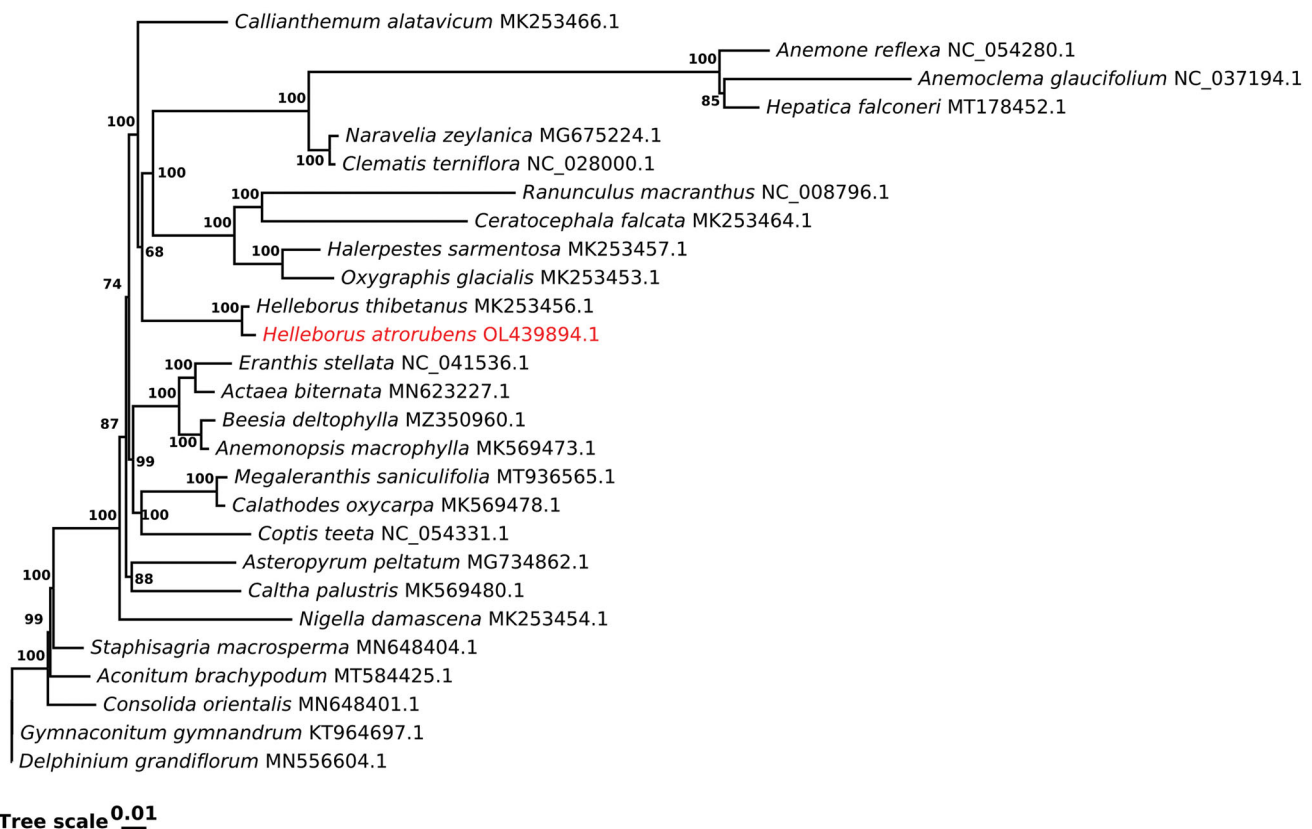 Callianthemum alatavicum MK253466.1
Anemone reflexa NC_054280.1
100
Anemoclema glaucifolium NC_037194.1
85
Hepatica falconeri MT178452.1
100
100
Naravelia zeylanica MG675224.1
100
Clematis terniflora NC_028000.1
100
Ranunculus macranthus NC_008796.1
100
Ceratocephala falcata MK253464.1
100
Halerpestes sarmentosa MK253457.1
100
68
Oxygraphis glacialis MK253453.1
74
Helleborus thibetanus MK253456.1
100
Helleborus atrorubens OL439894.1
Eranthis stellata NC_041536.1
100
Actaea biternata MN623227.1
100
Beesia deltophylla MZ350960.1
87
100
Anemonopsis macrophylla MK569473.1
99
Megaleranthis saniculifolia MT936565.1
100
Calathodes oxycarpa MK569478.1
100
100
Coptis teeta NC_054331.1
Asteropyrum peltatum MG734862.1
100
88
Caltha palustris MK569480.1
99
Nigella damascena MK253454.1
Staphisagria macrosperma MN648404.1
100
Aconitum brachypodum MT584425.1
Consolida orientalis MN648401.1
Gymnaconitum gymnandrum KT964697.1
Delphinium grandiflorum MN556604.1
Tree scale 0.01